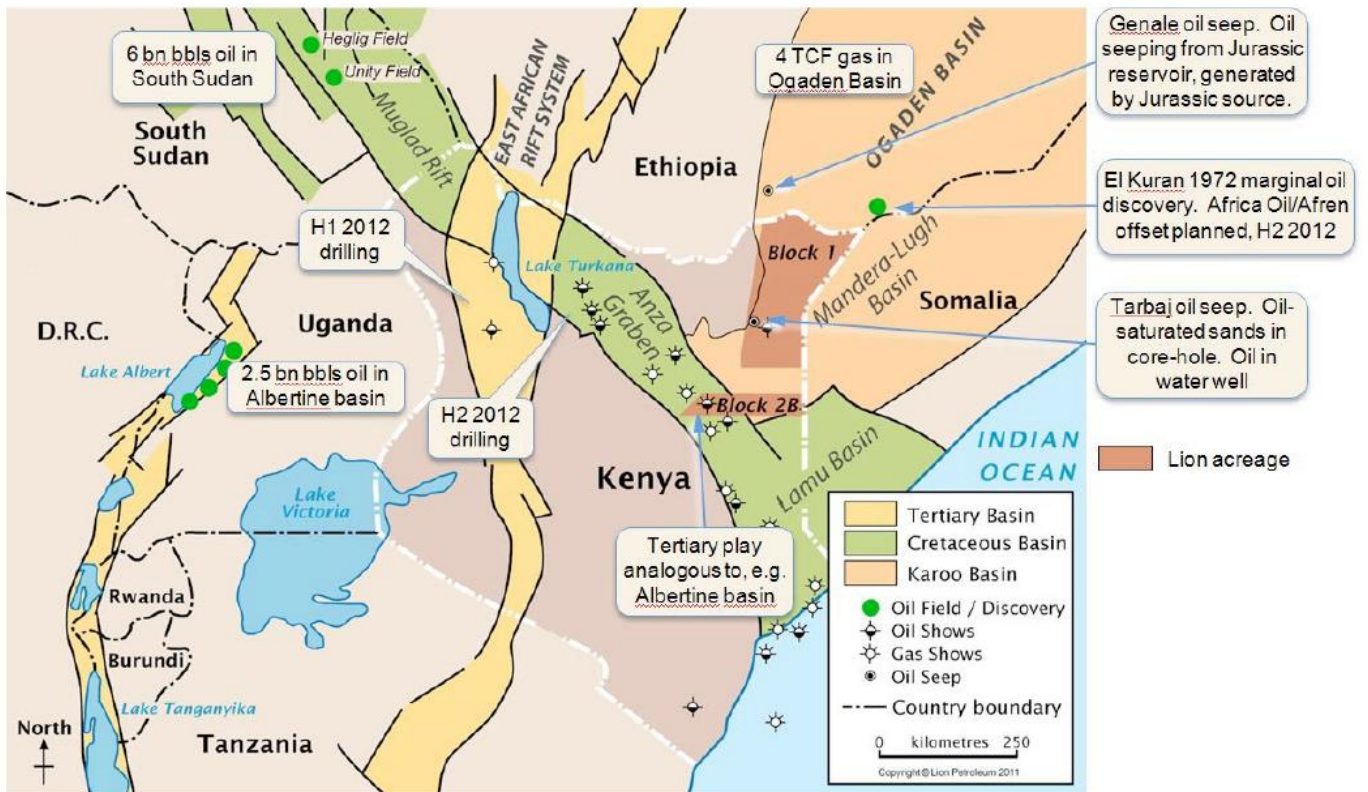 6 bn bbls oil in
South Sudan
Heglig Field
Unity Field
South
Sudan
Muglad Rift
EAST AFRICAN
RIFT SYSTEM
4 TCF gas in
Ogaden Basin
OGADEN BASIN
Ethiopia
Genale oil seep. Oil
seeping from Jurassic
reservoir, generated
by Jurassic source.
El Kuran 1972 marginal oil
discovery. Africa Oil/Afren
offset planned, H2 2012
H1 2012
drilling
Lake Turkana
Block 1
Mandera-Lugh
Basin
Somalia
Anza
Graben
Tarbaj oil seep. Oil-
saturated sands in
core-hole. Oil in
water well
D.R.C.
Uganda
Lake Albert
2.5 bn bbls oil in
Albertine basin
H2 2012
drilling
Block 2B
INDIAN
OCEAN
Lion acreage
Lamu Basin
Kenya
Lake
Victoria
Tertiary play
analogous to, e.g.
Albertine basin
Rwanda
Burundi
Lake Tanganyika
North
Tanzania
Tertiary Basin
Cretaceous Basin
Karoo Basin
Oil Field / Discovery
Oil Shows
Gas Shows
Oil Seep
Country boundary
0 kilometres 250
Copyright @ Lion Petroleum 2011